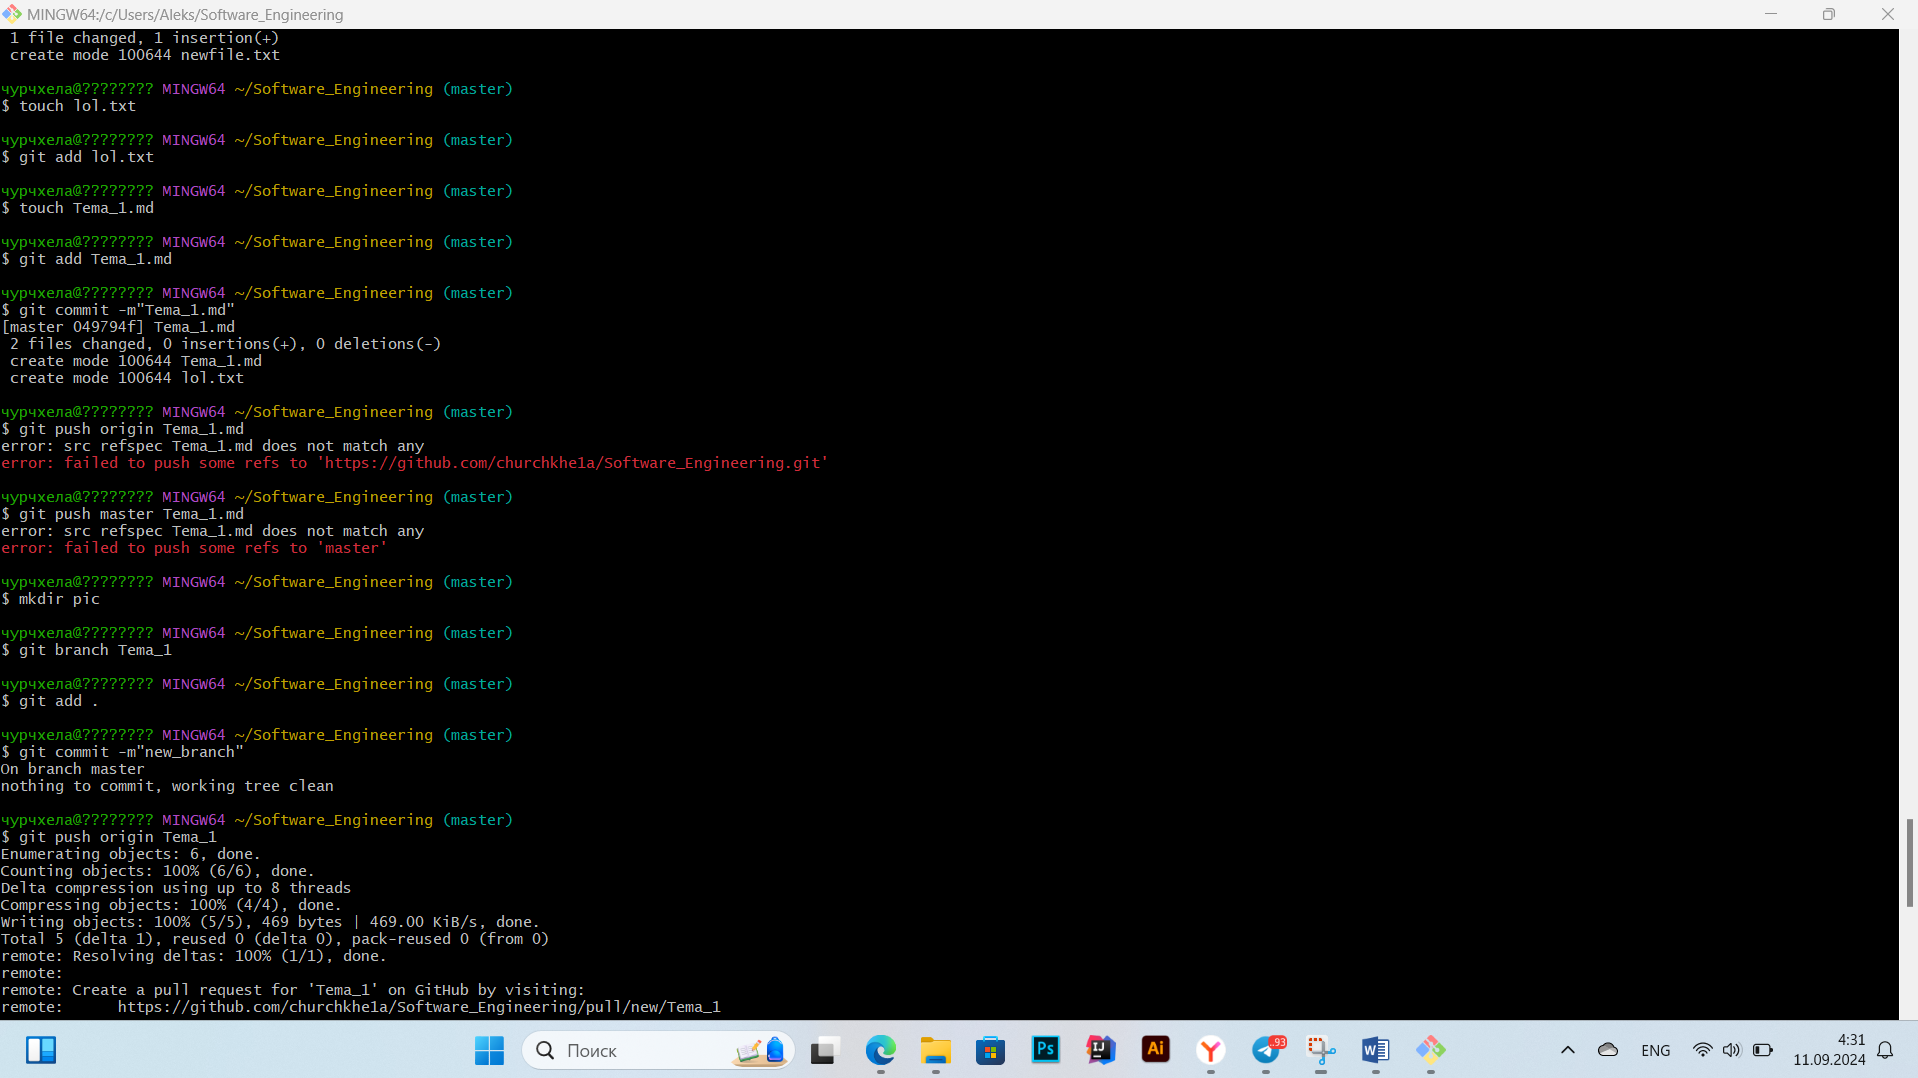 MINGW64:/c/Users/Aleks/Software_Engineering
1 file changed, 1 insertion(+)
create mode 100644 newfile.txt
чурчхела@???????? MINGW64 ~/Software_Engineering (master)
$ touch lol.txt
чурчхела@???????? MINGW64 ~/Software_Engineering (master)
$ git add lol.txt
чурчхела@???????? MINGW64 ~/Software_Engineering (master)
$ touch Tema_1.md
чурчхела@???????? MINGW64 ~/Software_Engineering (master)
$ git add Tema_1.md
чурчхела@???????? MINGW64 ~/Software_Engineering (master)
$ git commit -m"Tema_1.md"
[master 049794f] Tema_1.md
2 files changed, 0 insertions(+), 0 deletions(-)
create mode 100644 Tema_1.md
create mode 100644 lol.txt
чурчхела@???????? MINGW64 ~/Software_Engineering (master)
$ git push origin Tema_1.md
error: src refspec Tema_1.md does not match any
error: failed to push some refs to 'https://github.com/churchkhe1a/Software_Engineering.git'
чурчхела@???????? MINGW64 ~/Software_Engineering (master)
$ git push master Tema_1.md
error: src refspec Tema_1.md does not match any
error: failed to push some refs to 'master'
чурчхела@???????? MINGW64 ~/Software_Engineering (master)
$ mkdir pic
чурчхела@???????? MINGW64 ~/Software_Engineering (master)
$ git branch Tema_1
чурчхела@???????? MINGW64 ~/Software_Engineering (master)
$ git add .
чурчхела@???????? MINGW64 ~/Software_Engineering (master)
$ git commit -m"new_branch"
On branch master
nothing to commit, working tree clean
чурчхела@???????? MINGW64 ~/Software_Engineering (master)
$ git push origin Tema_1
Enumerating objects: 6, done.
Counting objects: 100% (6/6), done.
Delta compression using up to 8 threads
Compressing objects: 100% (4/4), done.
Writing objects: 100% (5/5), 469 bytes | 469.00 KiB/s, done.
Total 5 (delta 1), reused 0 (delta 0), pack-reused 0 (from 0)
remote: Resolving deltas: 100% (1/1), done.
remote:
remote: Create a pull request for 'Tema_1' on GitHub by visiting:
remote:      https://github.com/churchkhe1a/Software_Engineering/pull/new/Tema_1
Поиск
Ps
IJ
Ai
Y
.93
W
ENG
4:31
11.09.2024